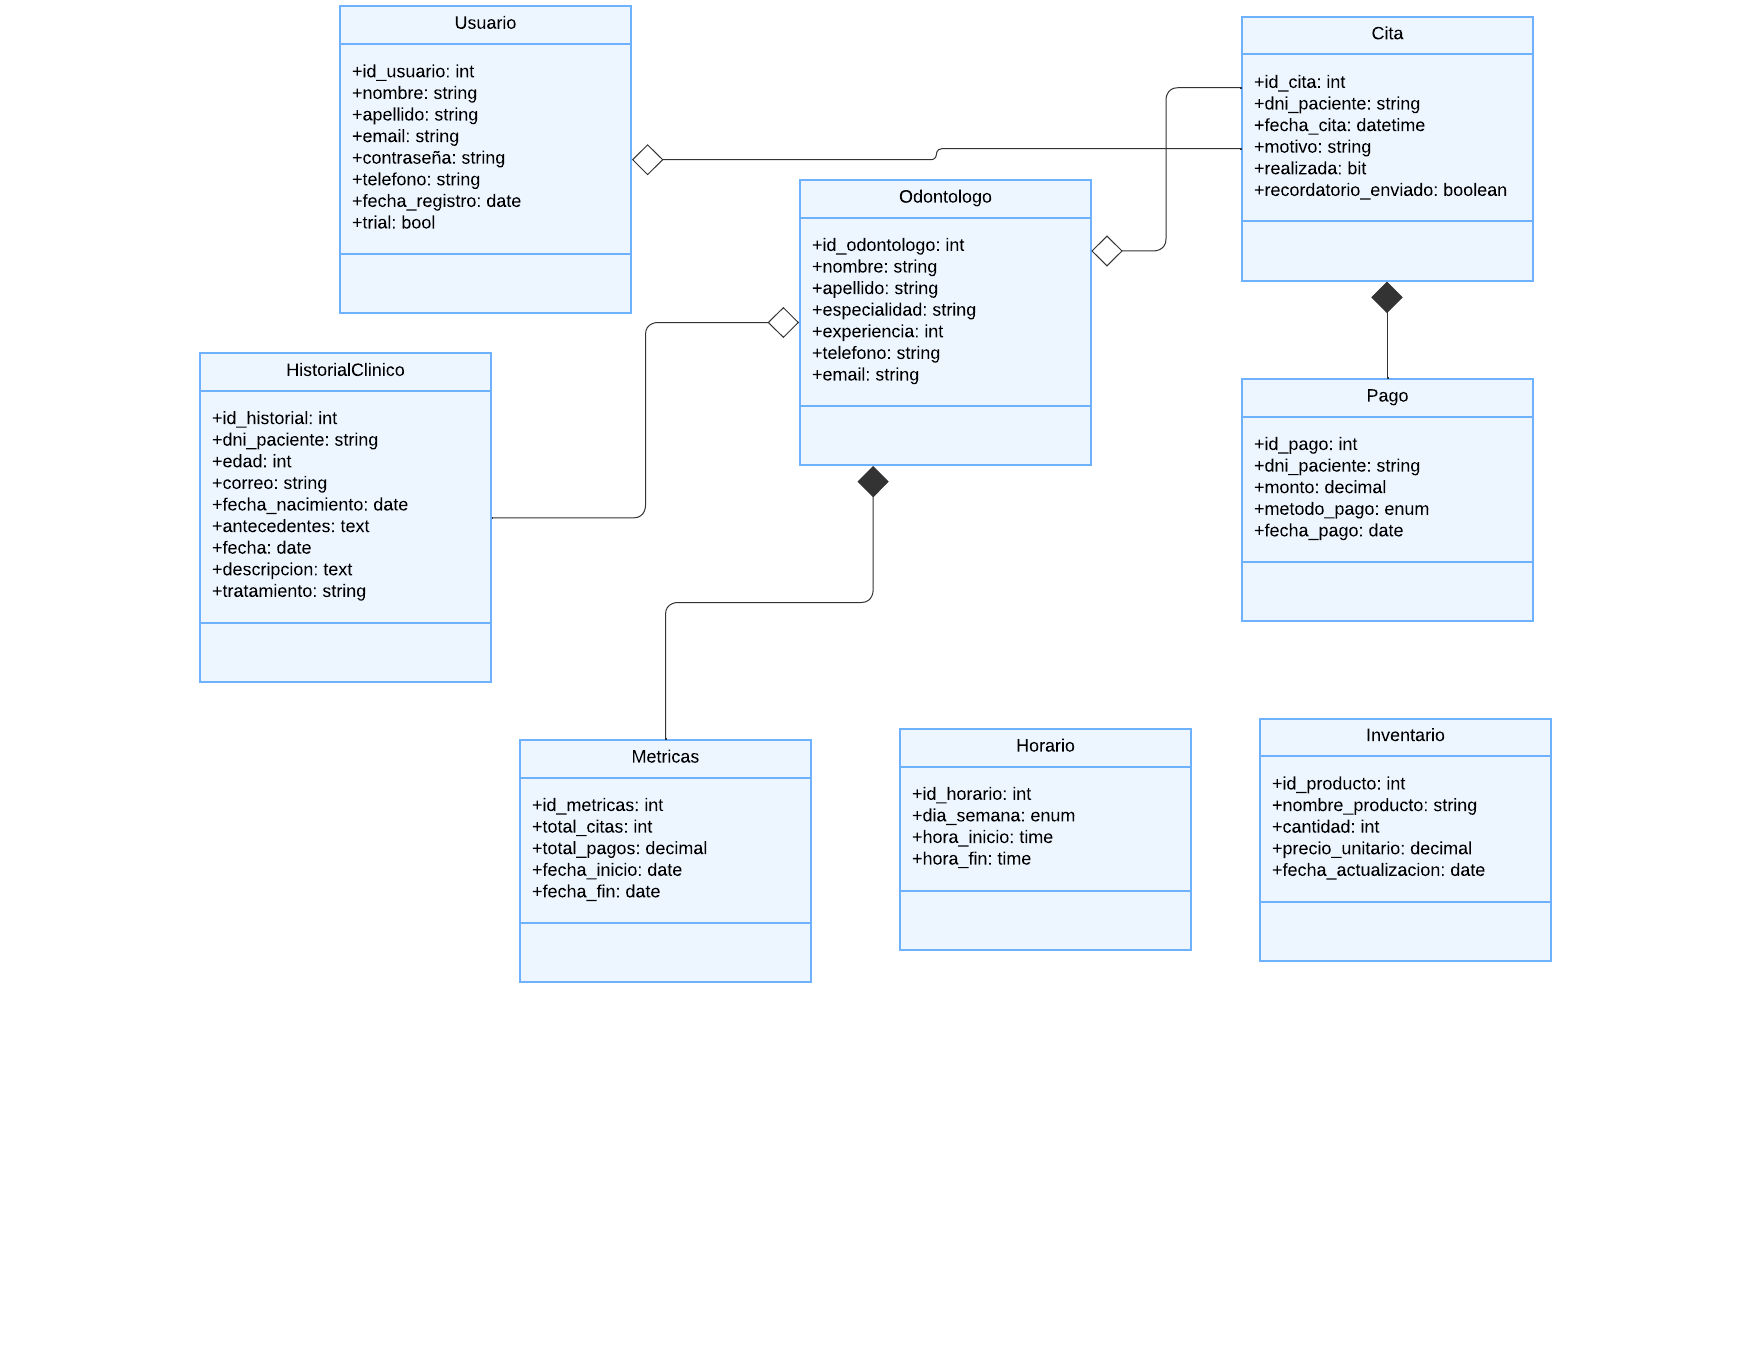 Usuario
+id_usuario: int
+nombre: string
+apellido: string
+email: string
+contraseña: string
+telefono: string
+fecha_registro: date
+trial: bool
Cita
+id_cita: int
+dni_paciente: string
+fecha_cita: datetime
+motivo: string
+realizada: bit
+recordatorio_enviado: boolean
Odontologo
+id_odontologo: int
+nombre: string
+apellido: string
+especialidad: string
+experiencia: int
+telefono: string
+email: string
HistorialClinico
+id_historial: int
+dni_paciente: string
+edad: int
+correo: string
+fecha_nacimiento: date
+antecedentes: text
+fecha: date
+descripcion: text
+tratamiento: string
Pago
+id_pago: int
+dni_paciente: string
+monto: decimal
+metodo_pago: enum
+fecha_pago: date
Metricas
+id_metricas: int
+total_citas: int
+total_pagos: decimal
+fecha_inicio: date
+fecha_fin: date
Horario
+id_horario: int
+dia_semana: enum
+hora_inicio: time
+hora_fin: time
Inventario
+id_producto: int
+nombre_producto: string
+cantidad: int
+precio_unitario: decimal
+fecha_actualizacion: date